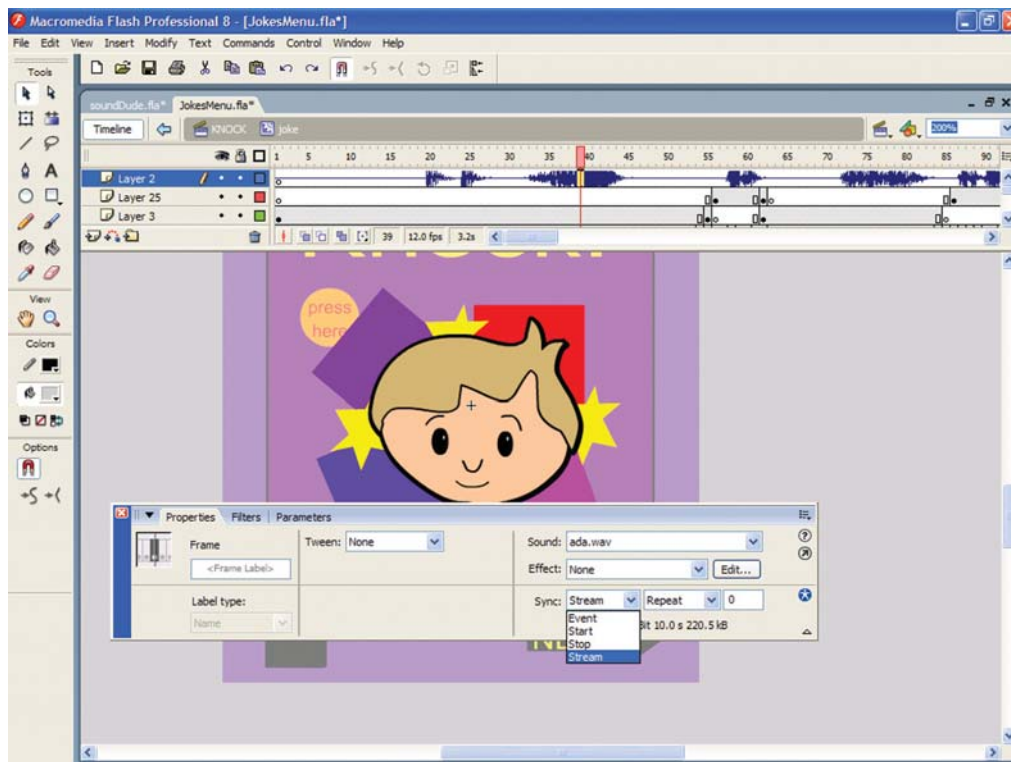 Macromedia Flash Professional 8 - [JokesMenu.fla*]
File Edit View Insert Modify Text Commands Control Window Help
Tools
soundDude.fla* JokesMenu.fla*
Timeline KNOCK joke 200%
1 5 10 15 20 25 30 35 40 45 50 55 60 65 70 75 80 85 90
Layer 2
Layer 25
Layer 3
39 12.0 fps 3.2s
View
Colors
Options
press
here
Properties Filters Parameters
Frame Tween: None Sound: ada.wav
<Frame Label> Effect: None Edit...
Label type: Sync: Stream Repeat 0
Name
Event
Start
Stop
Stream
10.0 s 220.5 kB